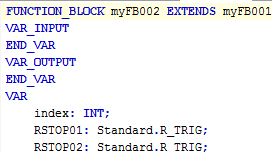 FUNCTION_BLOCK myFB002 EXTENDS myFB001
VAR_INPUT
END_VAR
VAR_OUTPUT
END_VAR
VAR
index: INT;
RSTOP01: Standard.R_TRIG;
RSTOP02: Standard.R_TRIG;